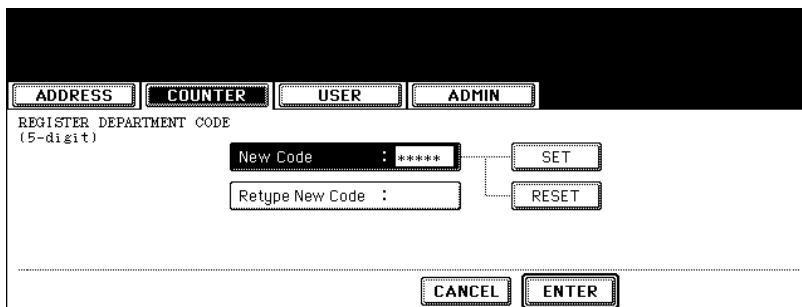 ADDRESS COUNTER USER ADMIN
REGISTER DEPARTMENT CODE
(5-digit)
New Code : ***** SET
Retype New Code : RESET
CANCEL ENTER